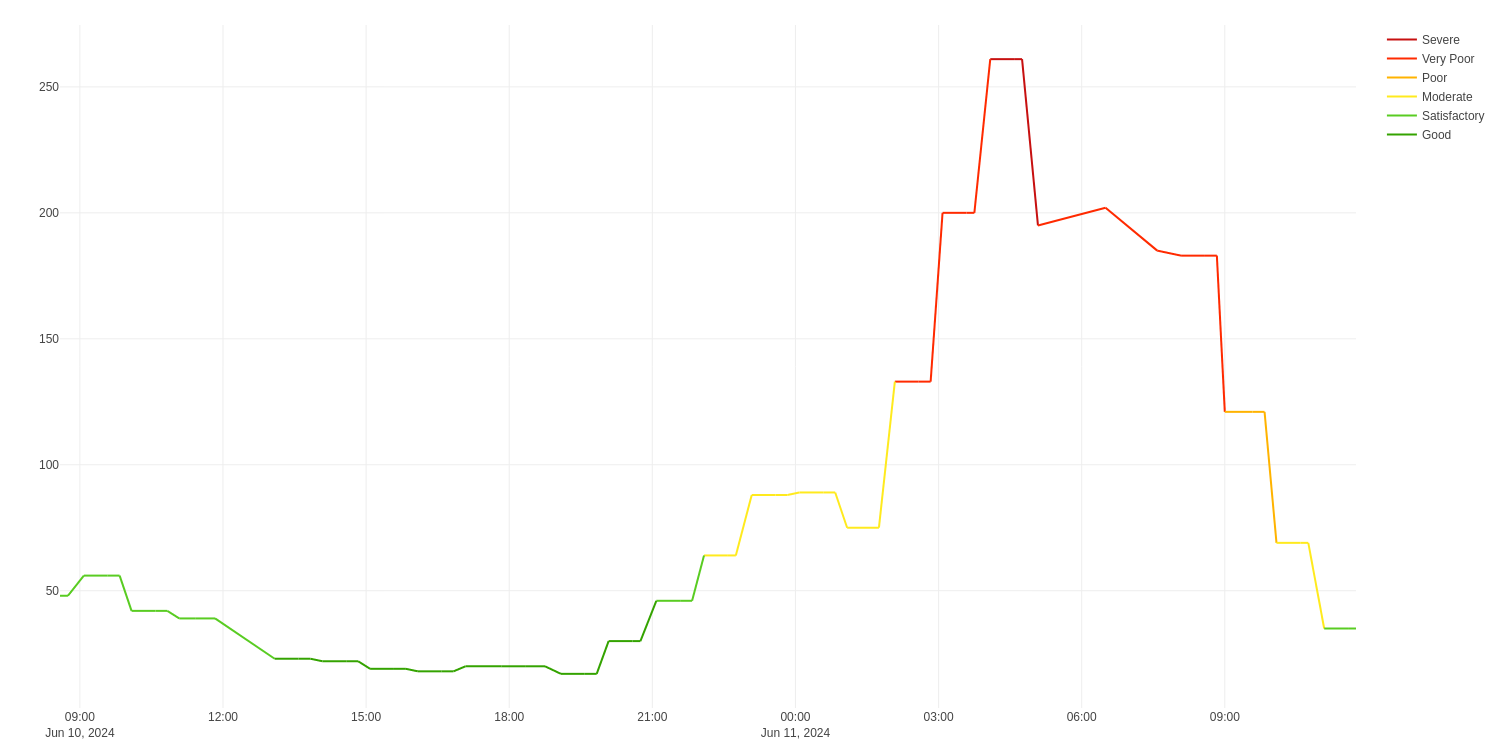 250
200
150
100
50
09:00
Jun 10, 2024
12:00
15:00
18:00
21:00
00:00
Jun 11, 2024
03:00
06:00
09:00
Severe
Very Poor
Poor
Moderate
Satisfactory
Good